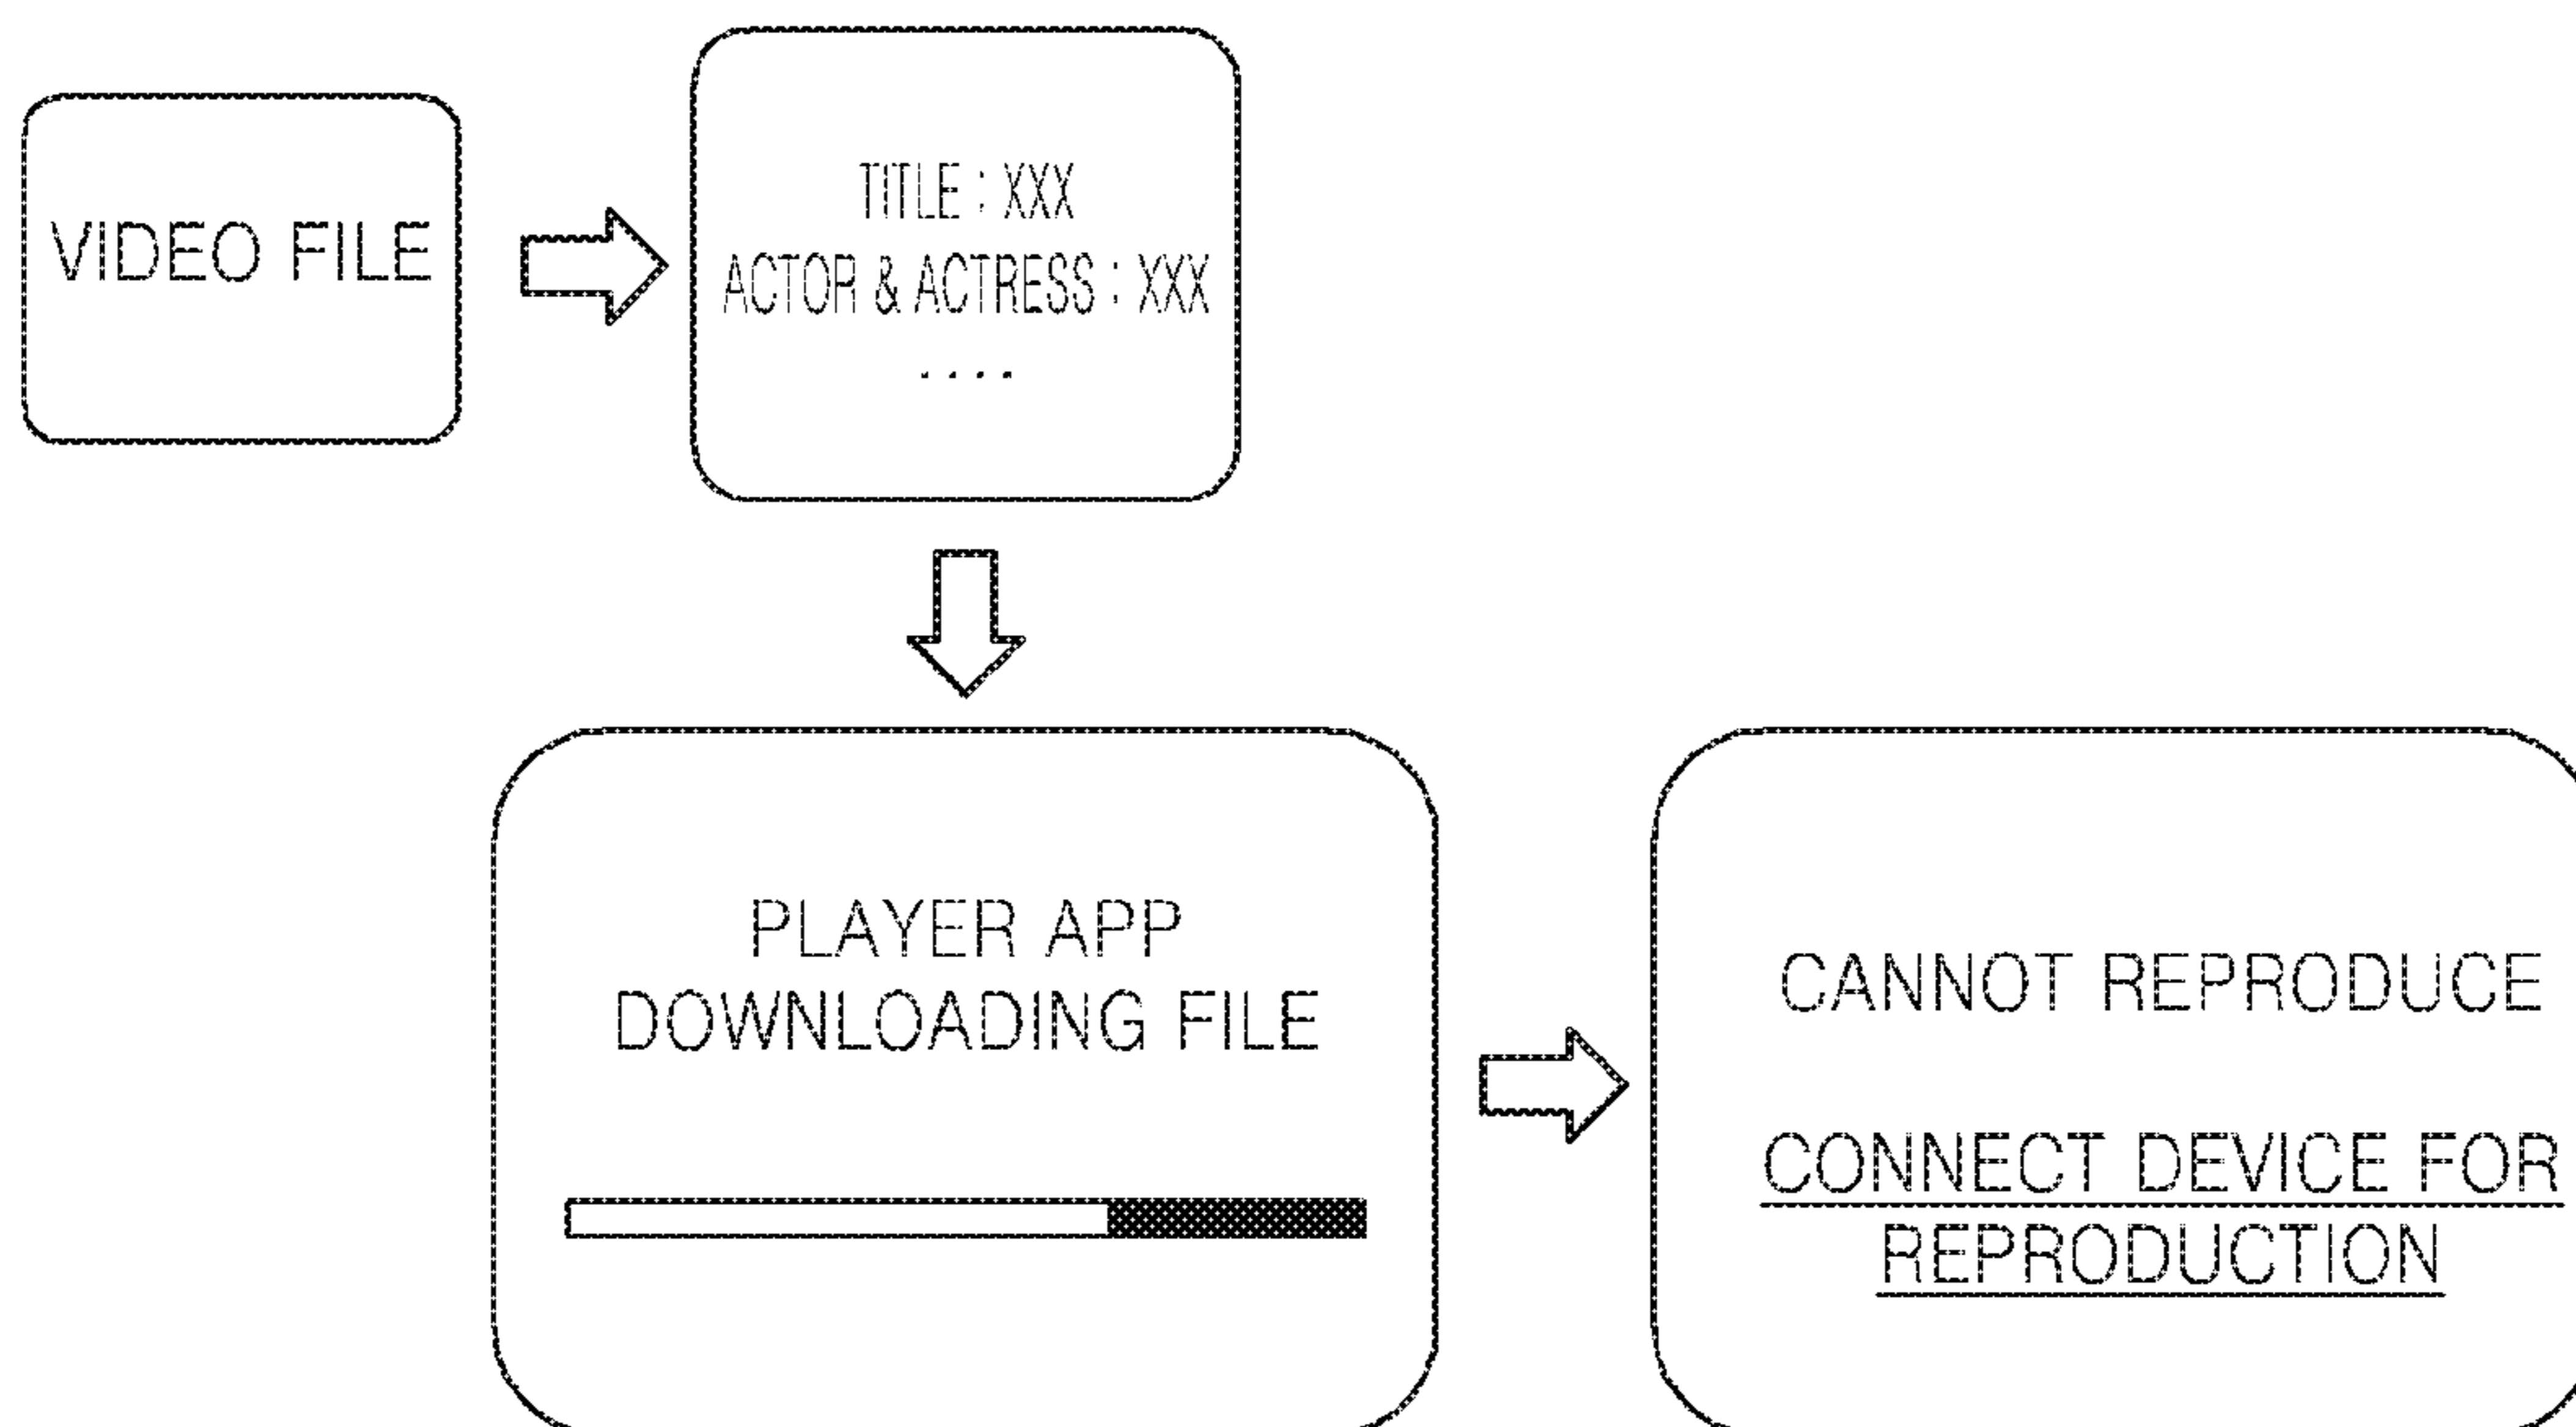 VIDEO FILE
TITLE : XXX
ACTOR & ACTRESS : XXX
....
PLAYER APP
DOWNLOADING FILE
CANNOT REPRODUCE
CONNECT DEVICE FOR
REPRODUCTION